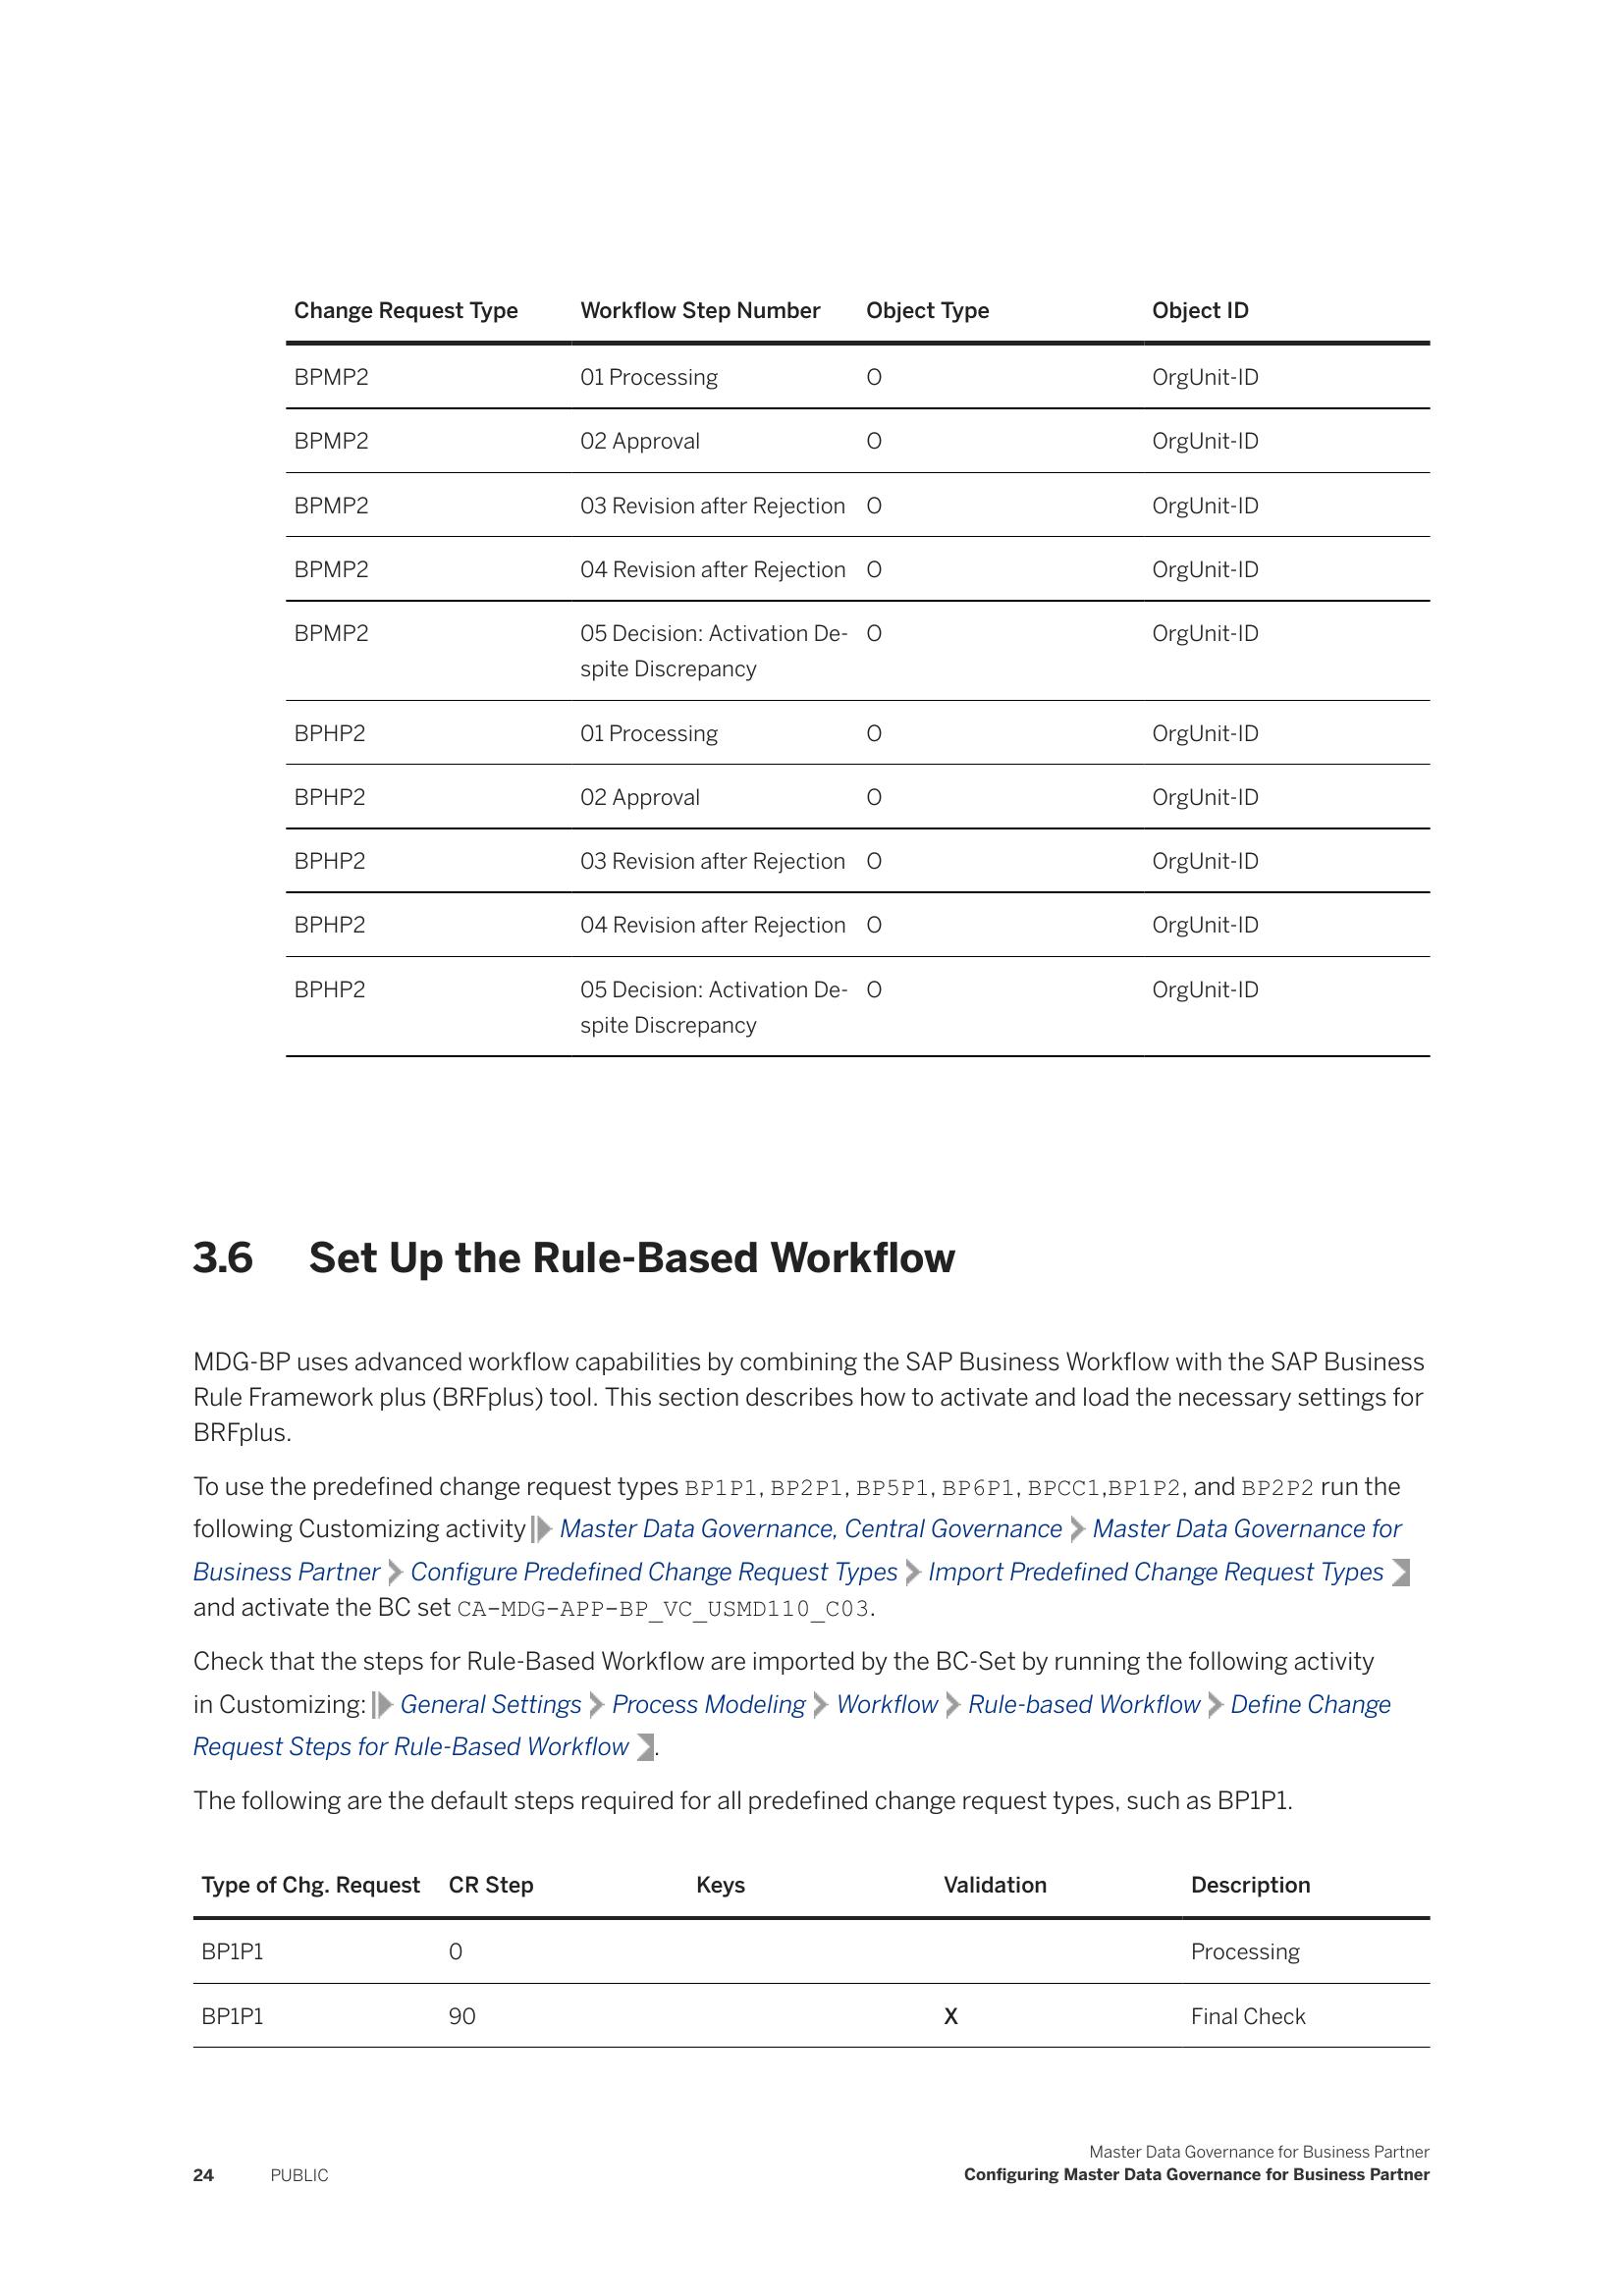 Change Request Type Workflow Step Number Object Type Object ID
BPMP2 01 Processing O OrgUnit-ID
BPMP2 02 Approval O OrgUnit-ID
BPMP2 03 Revision after Rejection O OrgUnit-ID
BPMP2 04 Revision after Rejection O OrgUnit-ID
BPMP2 05 Decision: Activation De- O OrgUnit-ID
spite Discrepancy
BPHP2 01 Processing O OrgUnit-ID
BPHP2 02 Approval O OrgUnit-ID
BPHP2 03 Revision after Rejection O OrgUnit-ID
BPHP2 04 Revision after Rejection O OrgUnit-ID
BPHP2 05 Decision: Activation De- O OrgUnit-ID
spite Discrepancy
3.6 Set Up the Rule-Based Workflow
MDG-BP uses advanced workflow capabilities by combining the SAP Business Workflow with the SAP Business
Rule Framework plus (BRFplus) tool. This section describes how to activate and load the necessary settings for
BRFplus.
To use the predefined change request types BP1P1, BP2P1, BP5P1, BP6P1, BPCC1,BP1P2, and BP2P2 run the
following Customizing activity Master Data Governance, Central Governance Master Data Governance for
Business Partner Configure Predefined Change Request Types Import Predefined Change Request Types
and activate the BC set CA-MDG-APP-BP_VC_USMD110_C03.
Check that the steps for Rule-Based Workflow are imported by the BC-Set by running the following activity
in Customizing: General Settings Process Modeling Workflow Rule-based Workflow Define Change
Request Steps for Rule-Based Workflow .
The following are the default steps required for all predefined change request types, such as BP1P1.
Type of Chg. Request CR Step Keys Validation Description
BP1P1 0 Processing
BP1P1 90 X Final Check
Master Data Governance for Business Partner
24 PUBLIC Configuring Master Data Governance for Business Partner